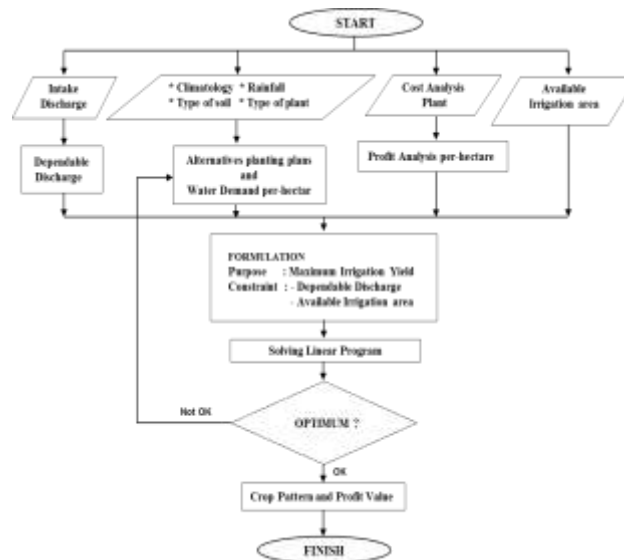 START
Intake
Discharge
* Climatology * Rainfall
* Type of soil * Type of plant
Cost Analysis
Plant
Available
Irrigation area
Dependable
Discharge
Alternatives planting plans
and
Water Demand per-hectar
Profit Analysis per-hectare
FORMULATION
Purpose : Maximum Irrigation Yield
Constraint : - Dependable Discharge
- Available Irrigation area
Solving Linear Program
Not OK
OPTIMUM ?
OK
Crop Pattern and Profit Value
FINISH